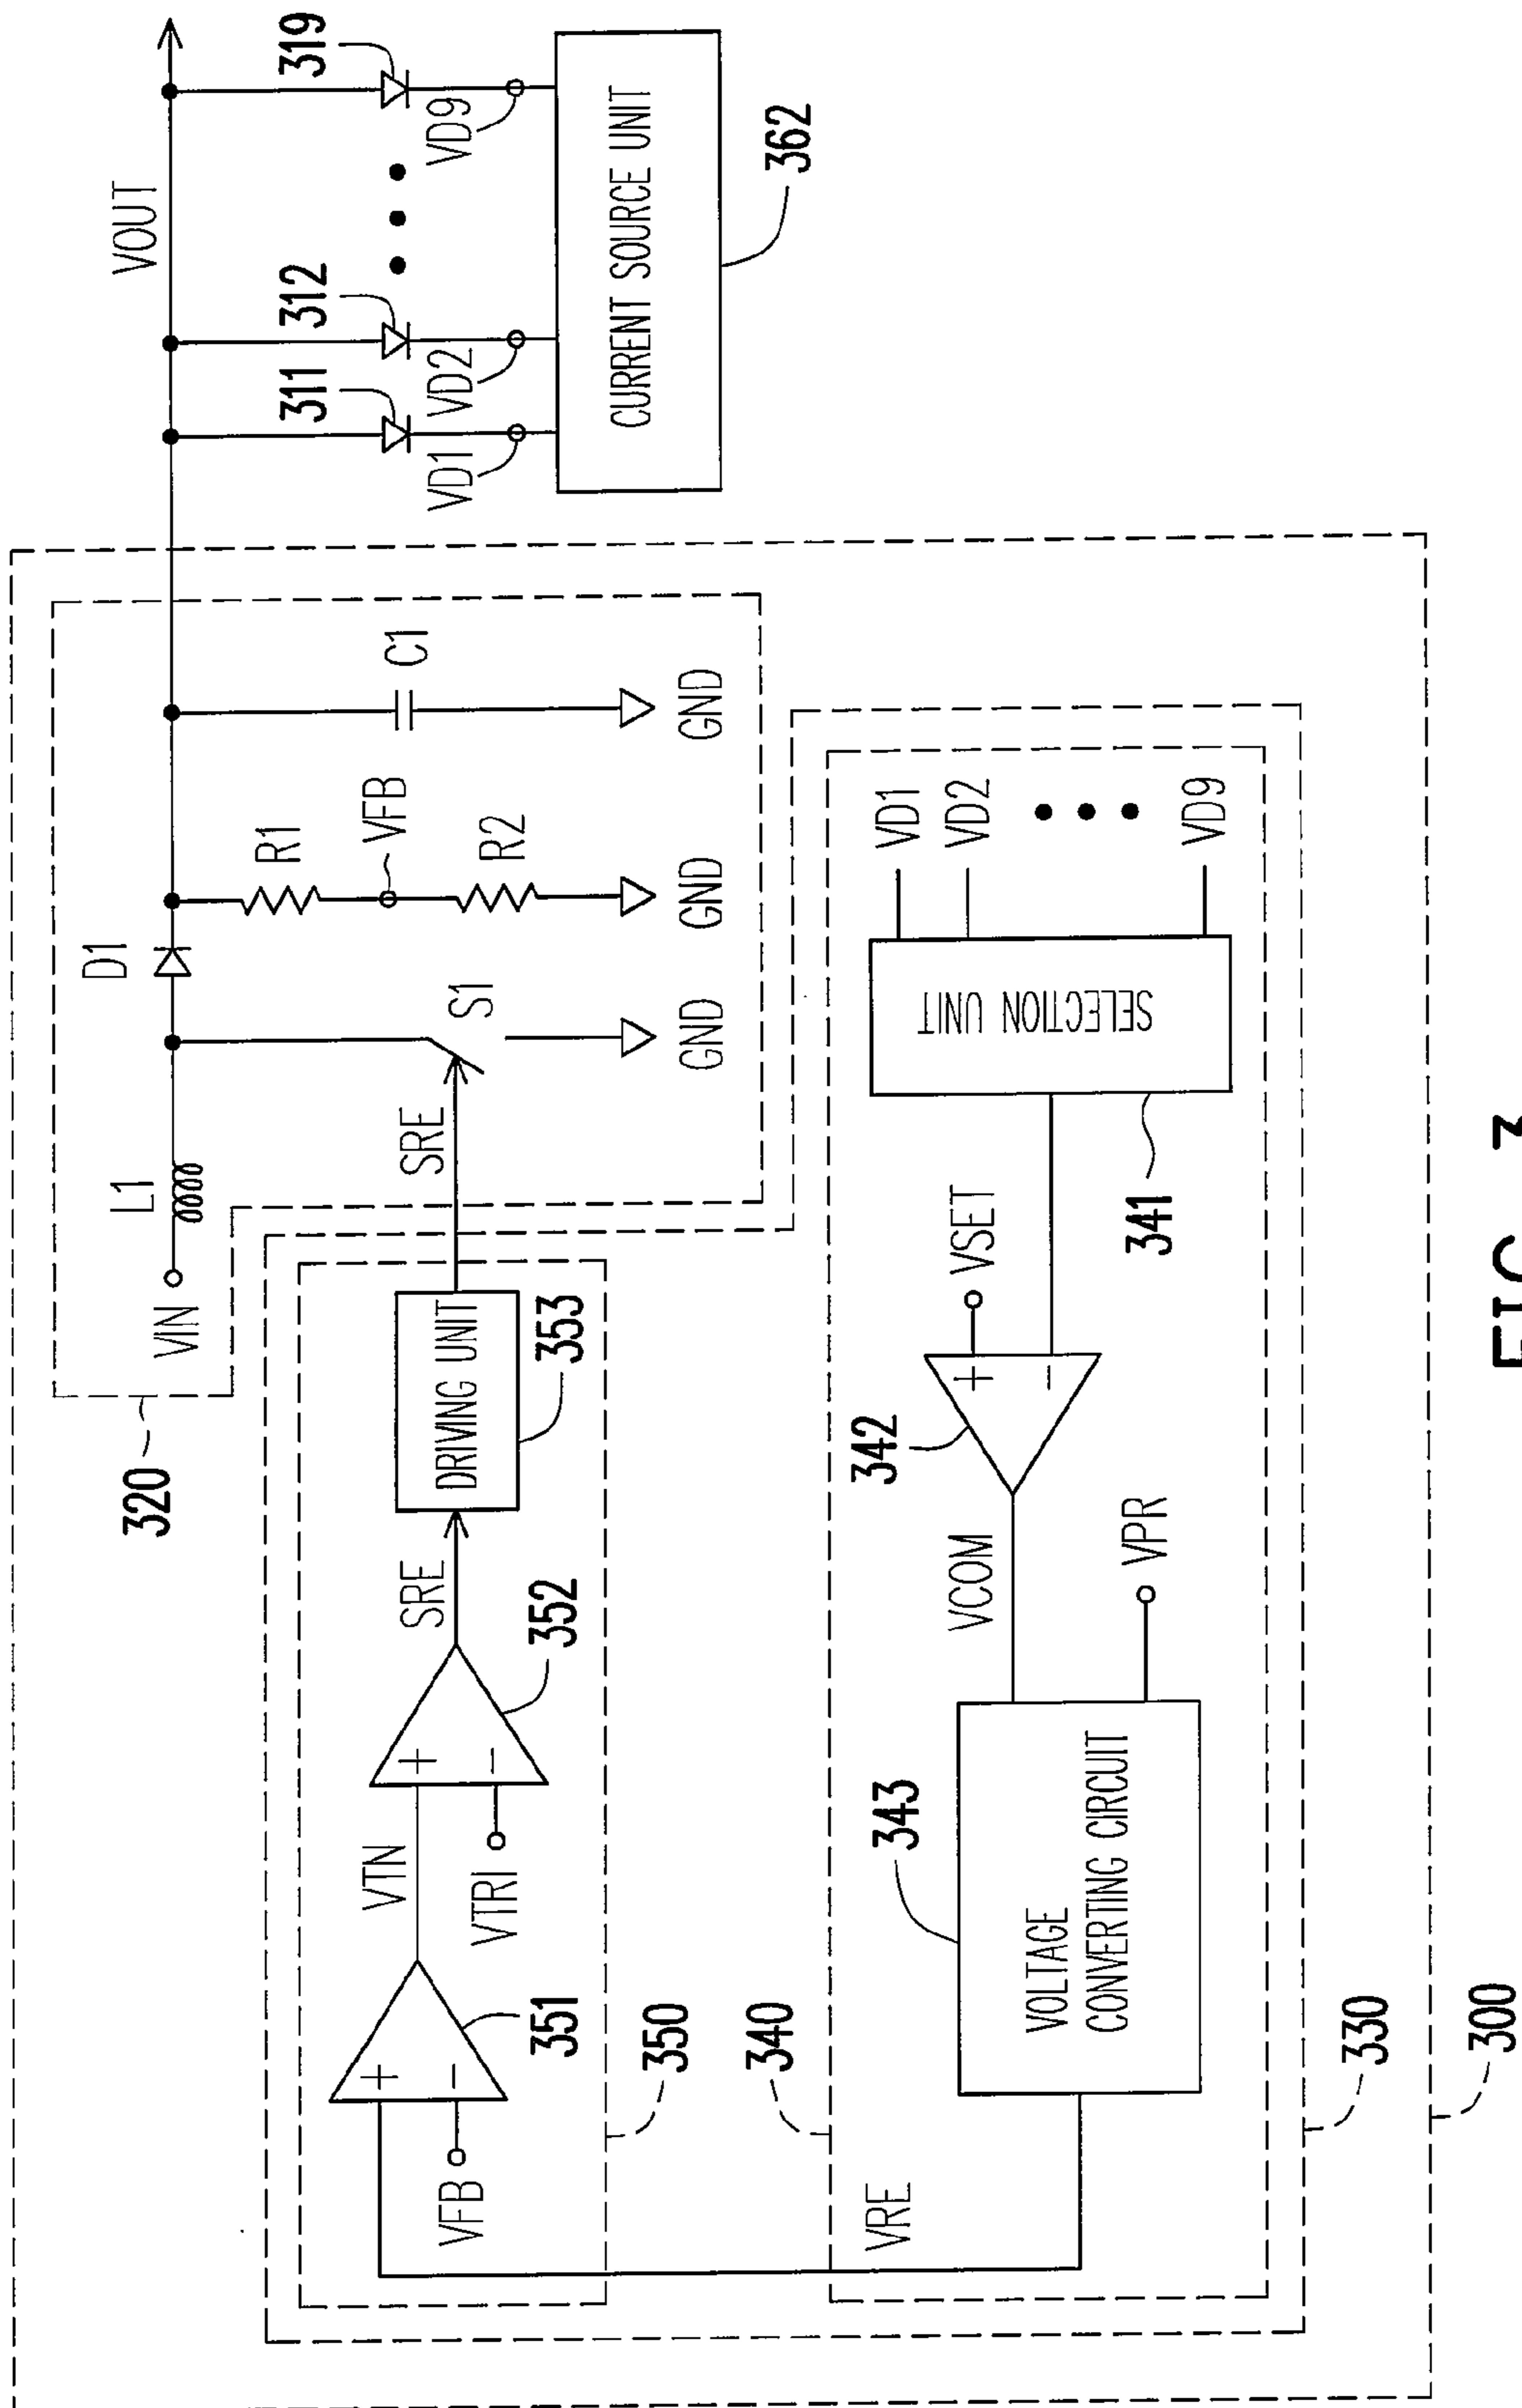 VIN
L1
D1
VOUT
320
SRE
S1
GND
R1
VFB
R2
GND
C1
GND
311
312
319
VD1
VD2
VD9
CURRENT SOURCE UNIT
362
VFB
351
VTN
VTRI
352
SRE
DRIVING UNIT
353
350
340
VRE
343
VOLTAGE
CONVERTING CIRCUIT
VCOM
VPR
342
VSET
341
SELECTION UNIT
VD1
VD2
VD9
330
300
FIG. 3